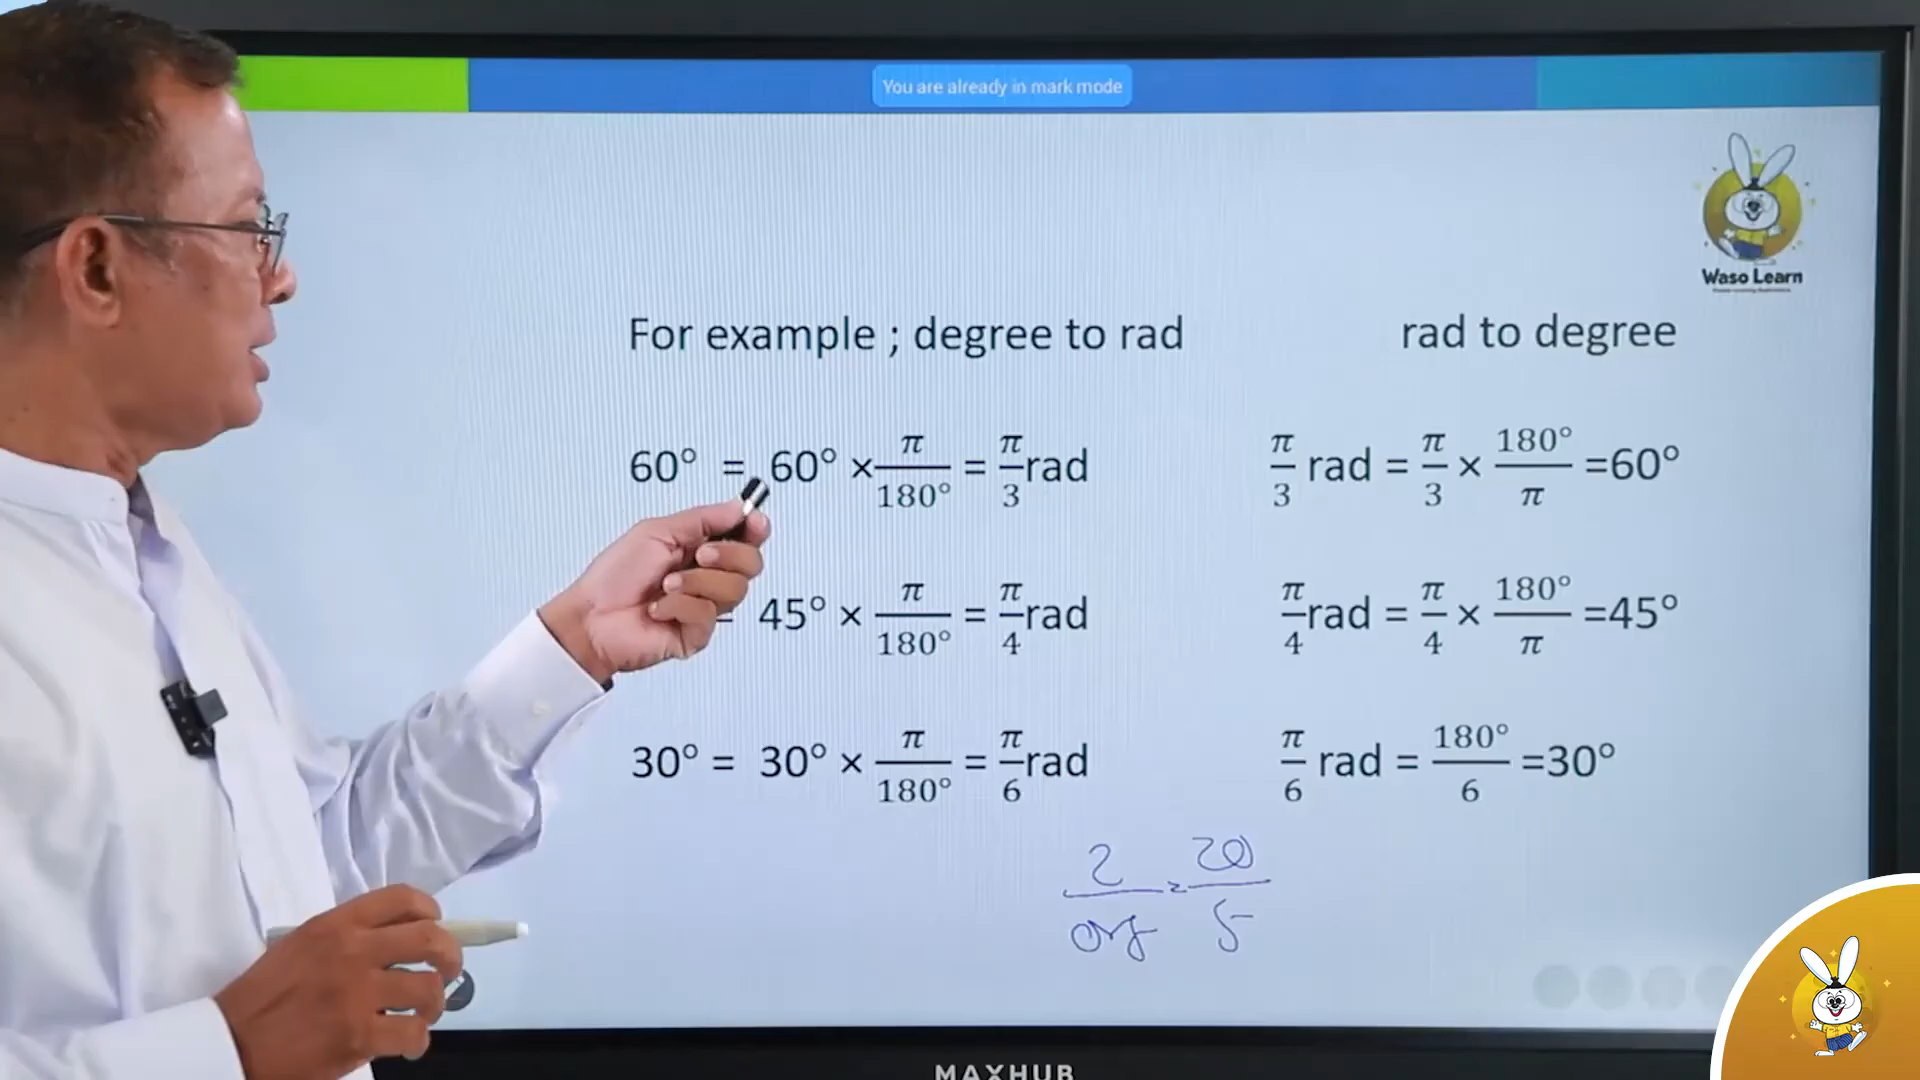 You are already in mark mode
Waso Learn
For example ; degree to rad
rad to degree
60° = 60° × π/180° = π/3 rad
π/3 rad = π/3 × 180°/π =60°
45° × π/180° = π/4 rad
π/4 rad = π/4 × 180°/π =45°
30° = 30° × π/180° = π/6 rad
π/6 rad = 180°/6 =30°
MAXHUB